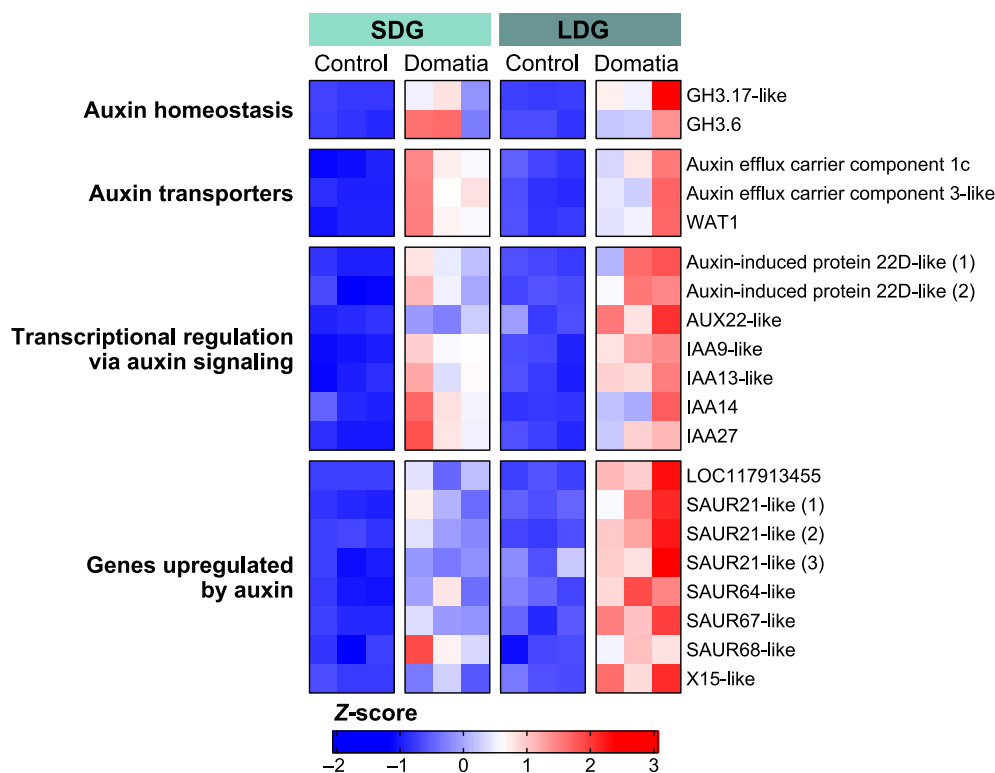 SDG LDG
Control Domatia Control Domatia
Auxin homeostasis
GH3.17-like
GH3.6
Auxin transporters
Auxin efflux carrier component 1c
Auxin efflux carrier component 3-like
WAT1
Transcriptional regulation
via auxin signaling
Auxin-induced protein 22D-like (1)
Auxin-induced protein 22D-like (2)
AUX22-like
IAA9-like
IAA13-like
IAA14
IAA27
Genes upregulated
by auxin
LOC117913455
SAUR21-like (1)
SAUR21-like (2)
SAUR21-like (3)
SAUR64-like
SAUR67-like
SAUR68-like
X15-like
Z-score
–2 –1 0 1 2 3